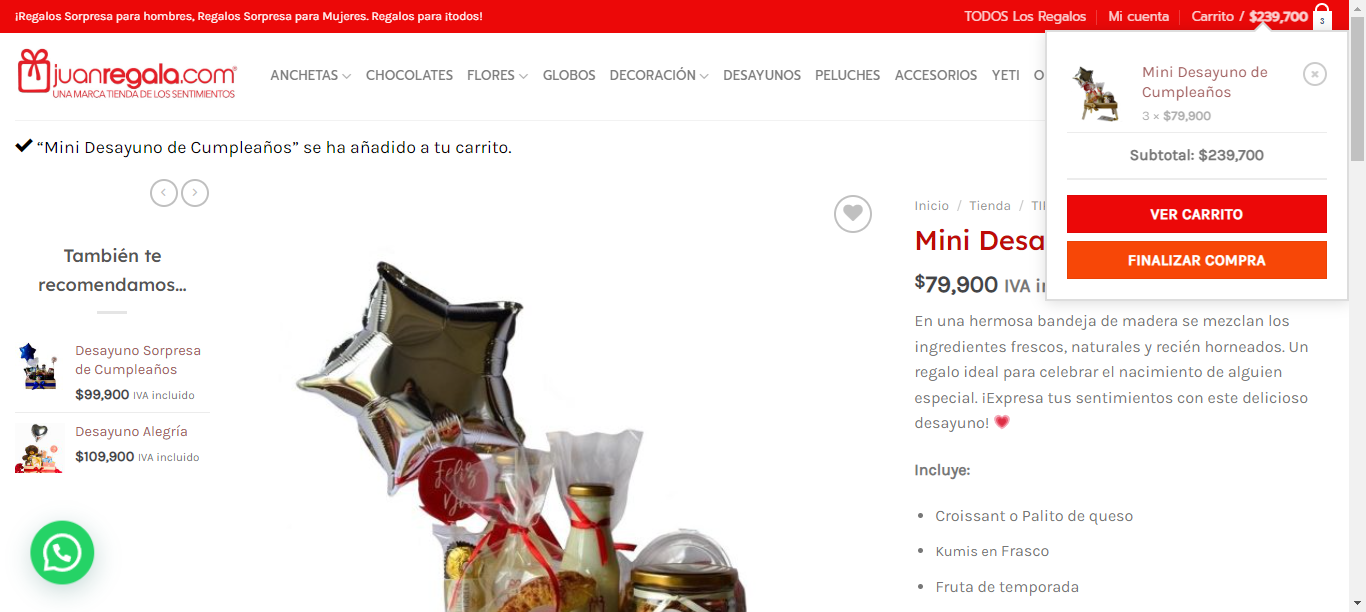 ¡Regalos Sorpresa para hombres, Regalos Sorpresa para Mujeres. Regalos para ¡todos!
TODOS Los Regalos
Mi cuenta
Carrito / $239,700
3
juanregala.com®
UNA MARCA TIENDA DE LOS SENTIMIENTOS
ANCHETAS
CHOCOLATES
FLORES
GLOBOS
DECORACIÓN
DESAYUNOS
PELUCHES
ACCESORIOS
YETI
Mini Desayuno de
Cumpleaños
3 × $79,900
Subtotal: $239,700
VER CARRITO
FINALIZAR COMPRA
“Mini Desayuno de Cumpleaños” se ha añadido a tu carrito.
También te
recomendamos...
Desayuno Sorpresa
de Cumpleaños
$99,900 IVA incluido
Desayuno Alegría
$109,900 IVA incluido
Feliz
Día
Inicio / Tienda /
Mini
$79,900 IVA
En una hermosa bandeja de madera se mezclan los
ingredientes frescos, naturales y recién horneados. Un
regalo ideal para celebrar el nacimiento de alguien
especial. ¡Expresa tus sentimientos con este delicioso
desayuno!
Incluye:
Croissant o Palito de queso
Kumis en Frasco
Fruta de temporada